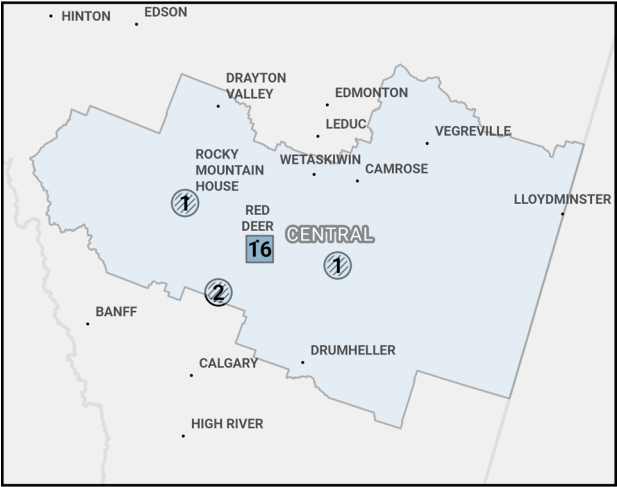 EDSON
HINTON
DRAYTON
VALLEY
EDMONTON
LEDUC
VEGREVILLE
ROCKY
MOUNTAIN
HOUSE
WETASKIWIN
CAMROSE
LLOYDMINSTER
1
RED
DEER
16
CENTRAL
1
2
BANFF
DRUMHELLER
CALGARY
HIGH RIVER